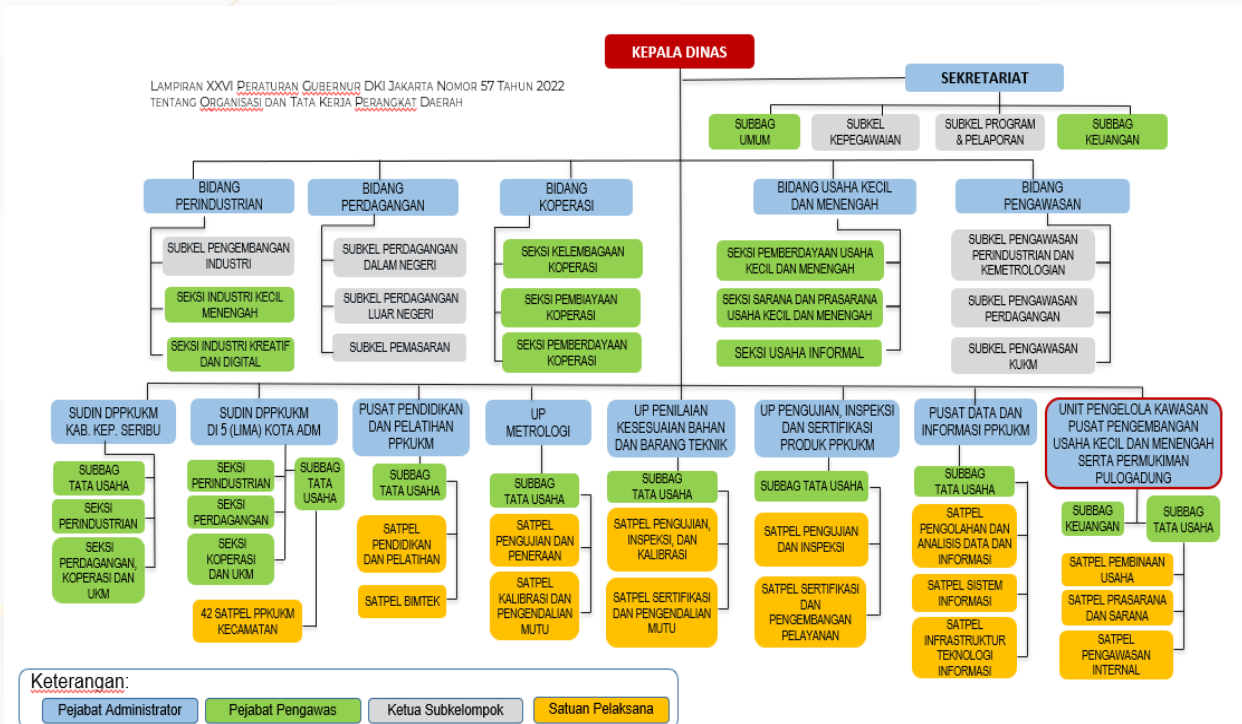 KEPALA DINAS
LAMPIRAN XXVI PERATURAN GUBERNUR DKI JAKARTA NOMOR 57 TAHUN 2022
TENTANG ORGANISASI DAN TATA KERJA PERANGKAT DAERAH
SEKRETARIAT
SUBBAG
UMUM
SUBKEL
KEPEGAWAIAN
SUBKEL PROGRAM
& PELAPORAN
SUBBAG
KEUANGAN
BIDANG
PERINDUSTRIAN
BIDANG
PERDAGANGAN
BIDANG
KOPERASI
BIDANG USAHA KECIL
DAN MENENGAH
BIDANG
PENGAWASAN
SUBKEL PENGEMBANGAN
INDUSTRI
SEKSI INDUSTRI KECIL
MENENGAH
SEKSI INDUSTRI KREATIF
DAN DIGITAL
SUBKEL PERDAGANGAN
DALAM NEGERI
SUBKEL PERDAGANGAN
LUAR NEGERI
SUBKEL PEMASARAN
SEKSI KELEMBAGAAN
KOPERASI
SEKSI PEMBIAYAAN
KOPERASI
SEKSI PEMBERDAYAAN
KOPERASI
SEKSI PEMBERDAYAAN USAHA
KECIL DAN MENENGAH
SEKSI SARANA DAN PRASARANA
USAHA KECIL DAN MENENGAH
SEKSI USAHA INFORMAL
SUBKEL PENGAWASAN
PERINDUSTRIAN DAN
KEMETROLOGIAN
SUBKEL PENGAWASAN
PERDAGANGAN
SUBKEL PENGAWASAN
KUKM
SUDIN DPPKUKM
KAB. KEP. SERIBU
SUBBAG
TATA USAHA
SEKSI
PERINDUSTRIAN
SEKSI
PERDAGANGAN,
KOPERASI DAN
UKM
SUDIN DPPKUKM
DI 5 (LIMA) KOTA ADM
SEKSI
PERINDUSTRIAN
SEKSI
PERDAGANGAN
SEKSI
KOPERASI
DAN UKM
SUBBAG
TATA
USAHA
42 SATPEL PPKUKM
KECAMATAN
PUSAT PENDIDIKAN
DAN PELATIHAN
PPKUKM
SUBBAG
TATA USAHA
SATPEL
PENDIDIKAN
DAN PELATIHAN
SATPEL BIMTEK
UP
METROLOGI
SUBBAG
TATA USAHA
SATPEL
PENGUJIAN DAN
PENERAAN
SATPEL
KALIBRASI DAN
PENGENDALIAN
MUTU
UP PENILAIAN
KESESUAIAN BAHAN
DAN BARANG TEKNIK
SUBBAG
TATA USAHA
SATPEL PENGUJIAN,
INSPEKSI, DAN
KALIBRASI
SATPEL SERTIFIKASI
DAN PENGENDALIAN
MUTU
UP PENGUJIAN, INSPEKSI
DAN SERTIFIKASI
PRODUK PPKUKM
SUBBAG TATA USAHA
SATPEL PENGUJIAN
DAN INSPEKSI
SATPEL SERTIFIKASI
DAN
PENGEMBANGAN
PELAYANAN
PUSAT DATA DAN
INFORMASI PPKUKM
SUBBAG
TATA USAHA
SATPEL
PENGOLAHAN DAN
ANALISIS DATA DAN
INFORMASI
SATPEL SISTEM
INFORMASI
SATPEL
INFRASTRUKTUR
TEKNOLOGI
INFORMASI
UNIT PENGELOLA KAWASAN
PUSAT PENGEMBANGAN
USAHA KECIL DAN MENENGAH
SERTA PERMUKIMAN
PULOGADUNG
SUBBAG
KEUANGAN
SUBBAG
TATA USAHA
SATPEL PEMBINAAN
USAHA
SATPEL PRASARANA
DAN SARANA
SATPEL
PENGAWASAN
INTERNAL
Keterangan:
Pejabat Administrator
Pejabat Pengawas
Ketua Subkelompok
Satuan Pelaksana